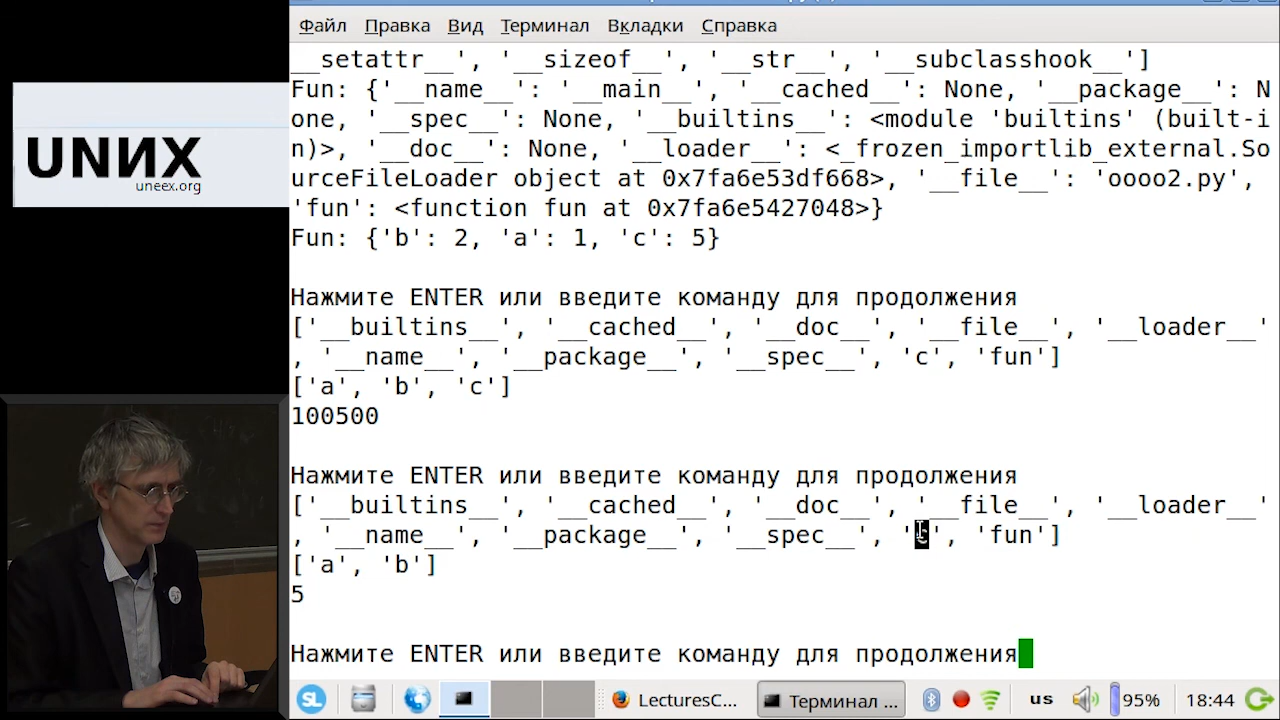 Файл Правка Вид Терминал Вкладки Справка
UNИX
uneex.org
__setattr__', '__sizeof__', '__str__', '__subclasshook__']
Fun: {'__name__': '__main__', '__cached__': None, '__package__': N
one, '__spec__': None, '__builtins__': <module 'builtins' (built-i
n)>, '__doc__': None, '__loader__': <_frozen_importlib_external.So
urceFileLoader object at 0x7fa6e53df668>, '__file__': 'oooo2.py',
'fun': <function fun at 0x7fa6e5427048>}
Fun: {'b': 2, 'a': 1, 'c': 5}
Нажмите ENTER или введите команду для продолжения
['__builtins__', '__cached__', '__doc__', '__file__', '__loader__'
, '__name__', '__package__', '__spec__', 'c', 'fun']
['a', 'b', 'c']
100500
Нажмите ENTER или введите команду для продолжения
['__builtins__', '__cached__', '__doc__', '__file__', '__loader__'
, '__name__', '__package__', '__spec__', 'c', 'fun']
['a', 'b']
5
Нажмите ENTER или введите команду для продолжения
LecturesC... Терминал ... us 95% 18:44